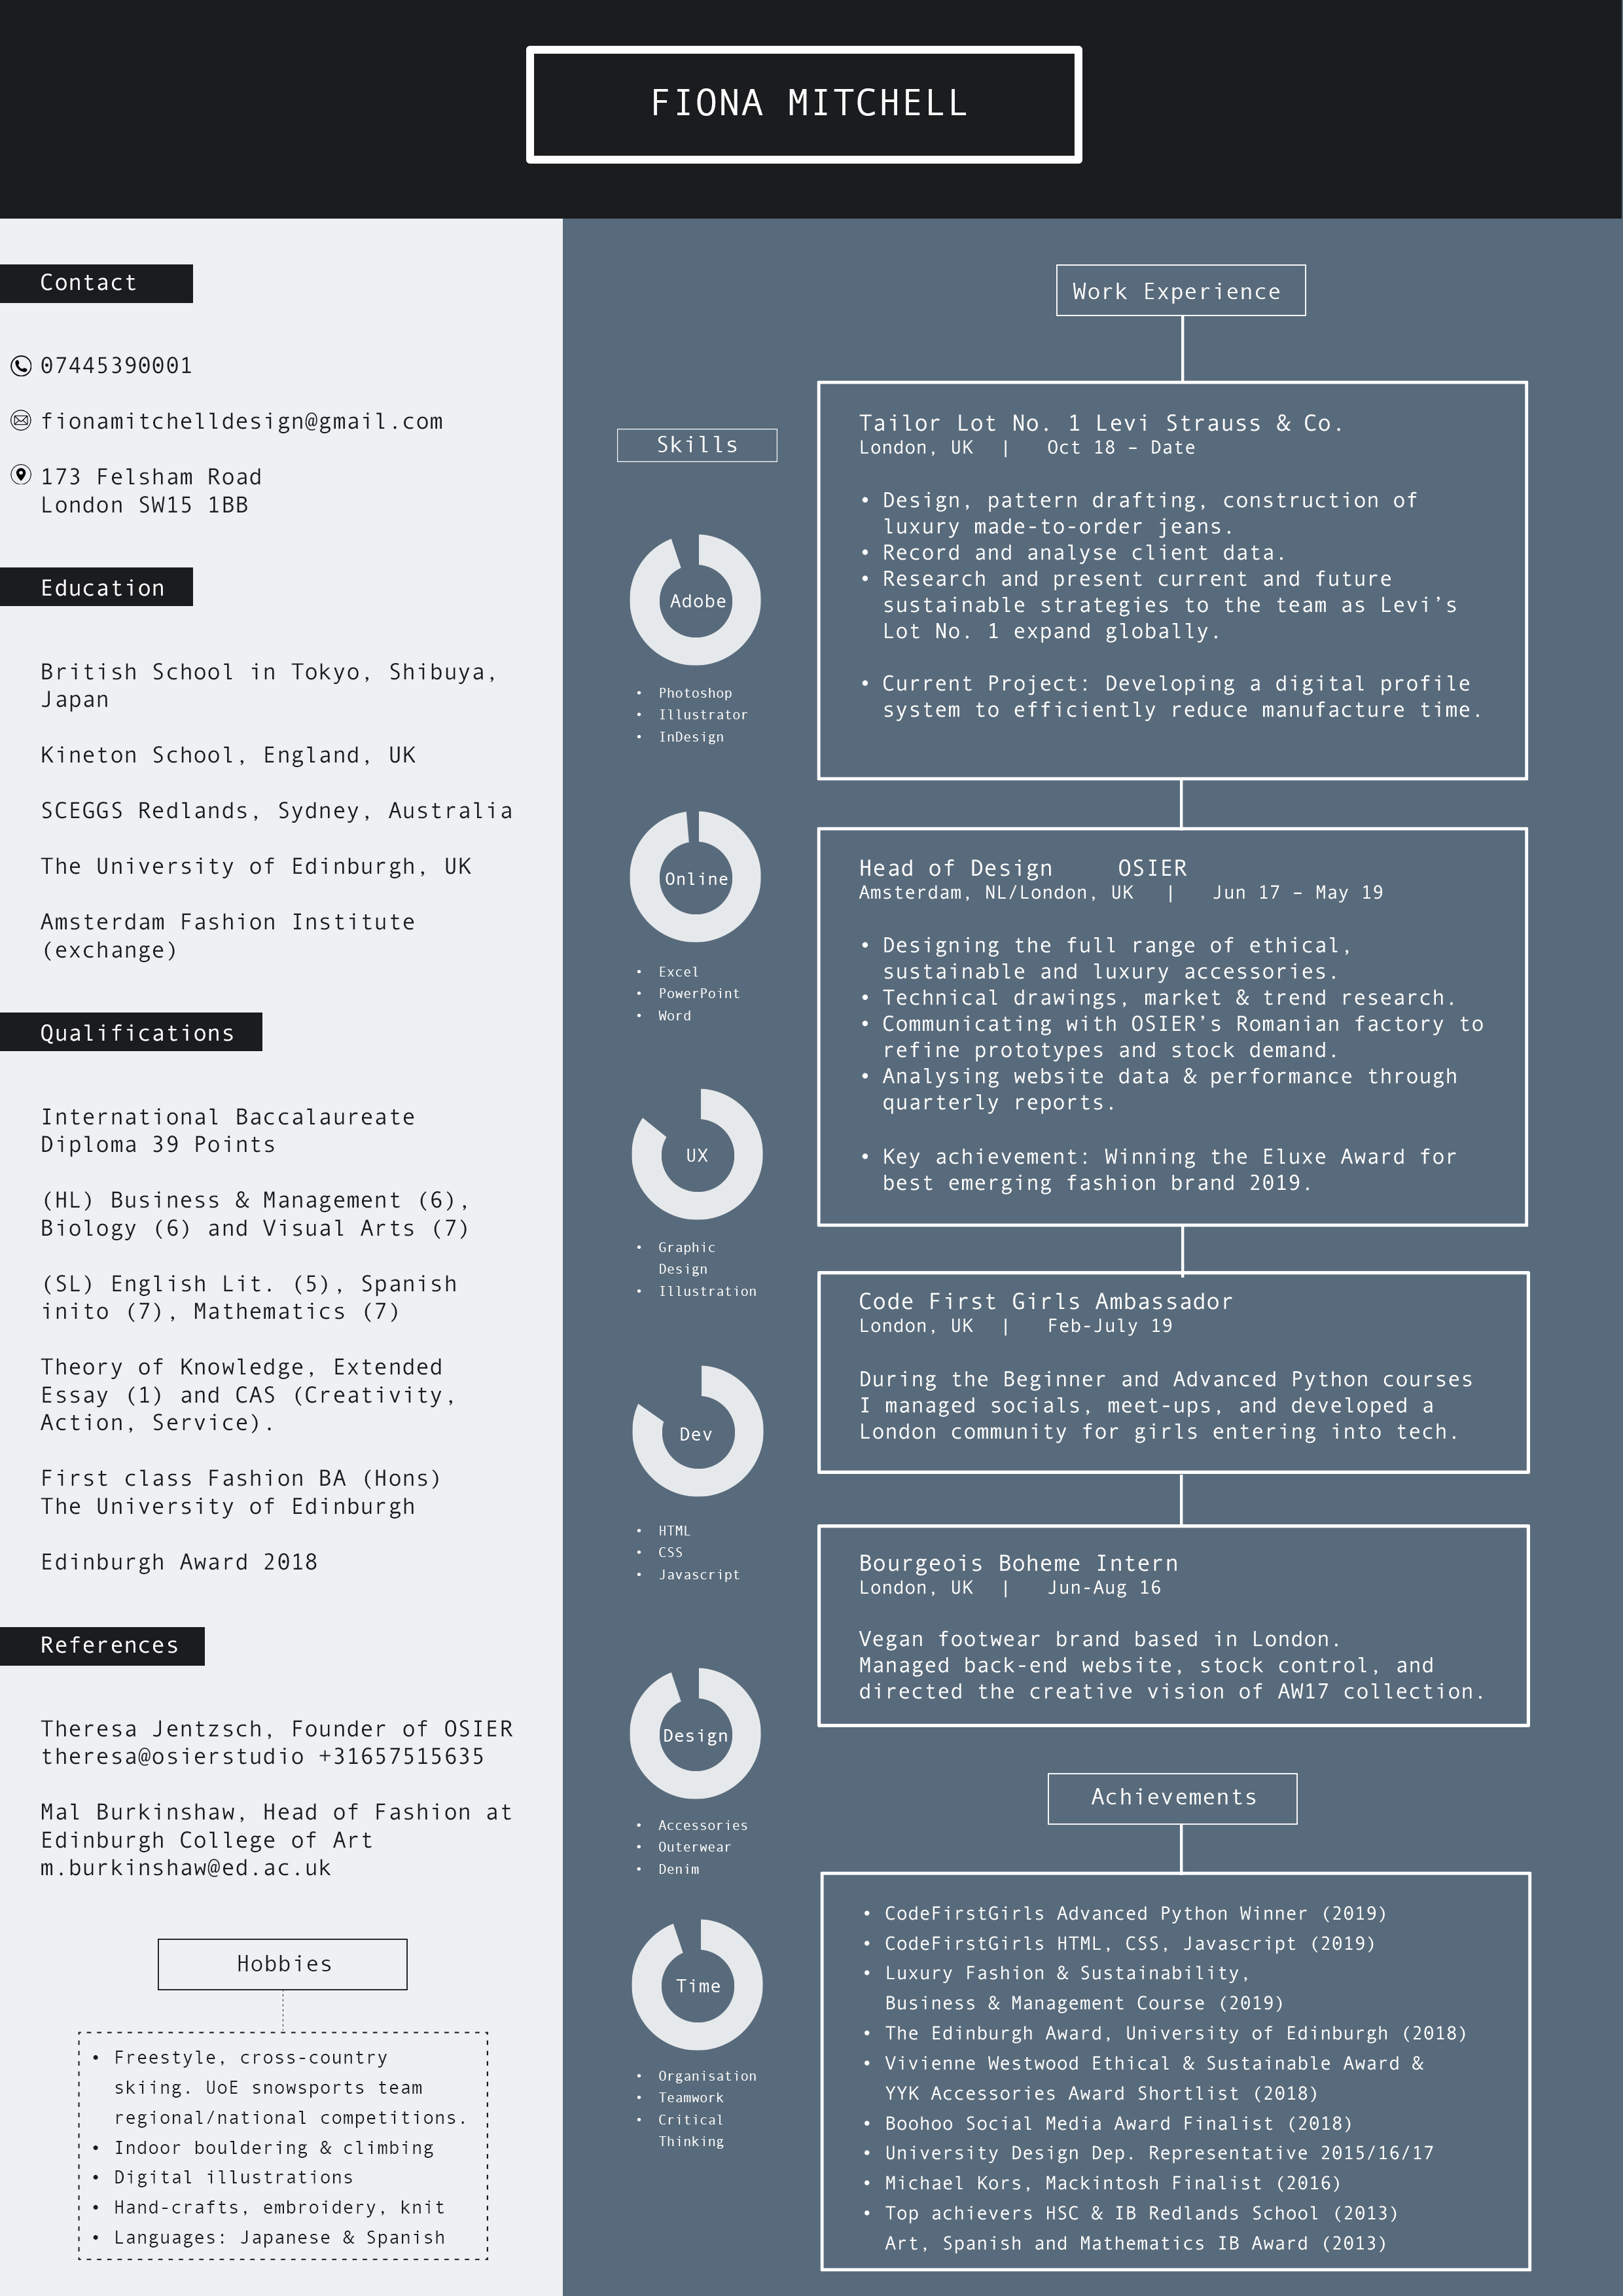 FIONA MITCHELL
Contact
07445390001
fionamitchelldesign@gmail.com
173 Felsham Road
London SW15 1BB
Education
British School in Tokyo, Shibuya,
Japan
Kineton School, England, UK
SCEGGS Redlands, Sydney, Australia
The University of Edinburgh, UK
Amsterdam Fashion Institute
(exchange)
Qualifications
International Baccalaureate
Diploma 39 Points
(HL) Business & Management (6),
Biology (6) and Visual Arts (7)
(SL) English Lit. (5), Spanish
inito (7), Mathematics (7)
Theory of Knowledge, Extended
Essay (1) and CAS (Creativity,
Action, Service).
First class Fashion BA (Hons)
The University of Edinburgh
Edinburgh Award 2018
References
Theresa Jentzsch, Founder of OSIER
theresa@osierstudio +31657515635
Mal Burkinshaw, Head of Fashion at
Edinburgh College of Art
m.burkinshaw@ed.ac.uk
Hobbies
• Freestyle, cross-country
skiing. UoE snowsports team
regional/national competitions.
• Indoor bouldering & climbing
• Digital illustrations
• Hand-crafts, embroidery, knit
• Languages: Japanese & Spanish
Skills
Adobe
• Photoshop
• Illustrator
• InDesign
Online
• Excel
• PowerPoint
• Word
UX
• Graphic
Design
• Illustration
Dev
• HTML
• CSS
• Javascript
Design
• Accessories
• Outerwear
• Denim
Time
• Organisation
• Teamwork
• Critical
Thinking
Work Experience
Tailor Lot No. 1 Levi Strauss & Co.
London, UK | Oct 18 – Date
• Design, pattern drafting, construction of
luxury made-to-order jeans.
• Record and analyse client data.
• Research and present current and future
sustainable strategies to the team as Levi’s
Lot No. 1 expand globally.
• Current Project: Developing a digital profile
system to efficiently reduce manufacture time.
Head of Design OSIER
Amsterdam, NL/London, UK | Jun 17 – May 19
• Designing the full range of ethical,
sustainable and luxury accessories.
• Technical drawings, market & trend research.
• Communicating with OSIER’s Romanian factory to
refine prototypes and stock demand.
• Analysing website data & performance through
quarterly reports.
• Key achievement: Winning the Eluxe Award for
best emerging fashion brand 2019.
Code First Girls Ambassador
London, UK | Feb-July 19
During the Beginner and Advanced Python courses
I managed socials, meet-ups, and developed a
London community for girls entering into tech.
Bourgeois Boheme Intern
London, UK | Jun-Aug 16
Vegan footwear brand based in London.
Managed back-end website, stock control, and
directed the creative vision of AW17 collection.
Achievements
• CodeFirstGirls Advanced Python Winner (2019)
• CodeFirstGirls HTML, CSS, Javascript (2019)
• Luxury Fashion & Sustainability,
Business & Management Course (2019)
• The Edinburgh Award, University of Edinburgh (2018)
• Vivienne Westwood Ethical & Sustainable Award &
YYK Accessories Award Shortlist (2018)
• Boohoo Social Media Award Finalist (2018)
• University Design Dep. Representative 2015/16/17
• Michael Kors, Mackintosh Finalist (2016)
• Top achievers HSC & IB Redlands School (2013)
Art, Spanish and Mathematics IB Award (2013)